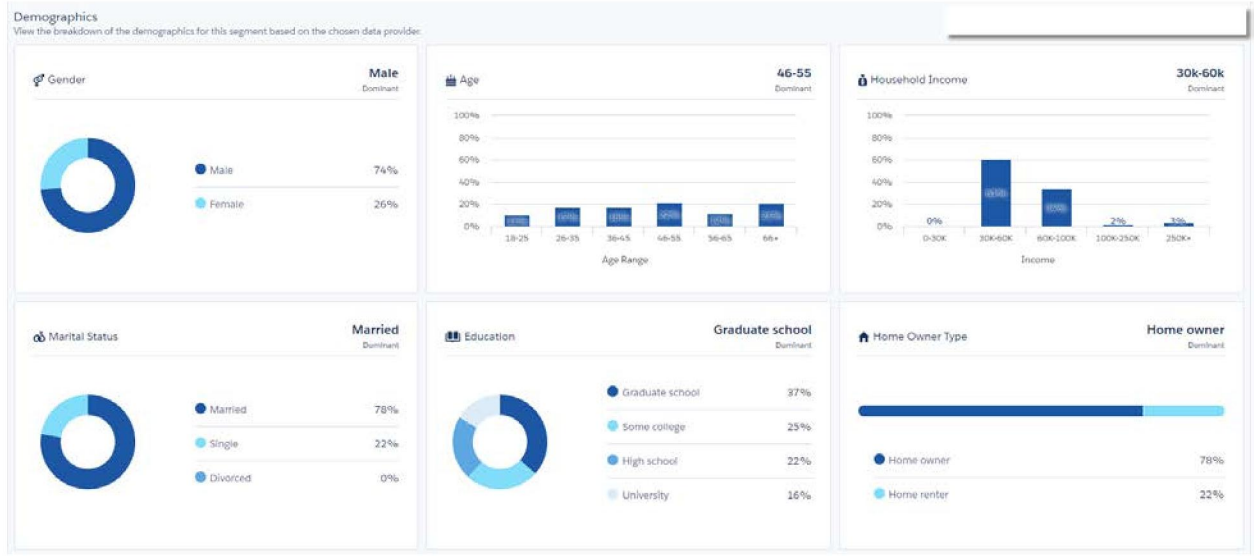 Demographics
View the breakdown of the demographics for this segment based on the chosen data provider.
Gender
Male
Dominant
Male
74%
Female
26%
Age
46-55
Dominant
100%
80%
60%
40%
20%
0%
18-25
26-35
36-45
46-55
56-65
66+
Age Range
Household Income
30k-60k
Dominant
100%
80%
60%
40%
20%
0%
0%
2%
3%
0-30K
30K-60K
60K-100K
100K-250K
250K+
Income
Marital Status
Married
Dominant
Married
78%
Single
22%
Divorced
0%
Education
Graduate school
Dominant
Graduate school
37%
Some college
25%
High school
22%
University
16%
Home Owner Type
Home owner
Dominant
Home owner
78%
Home renter
22%